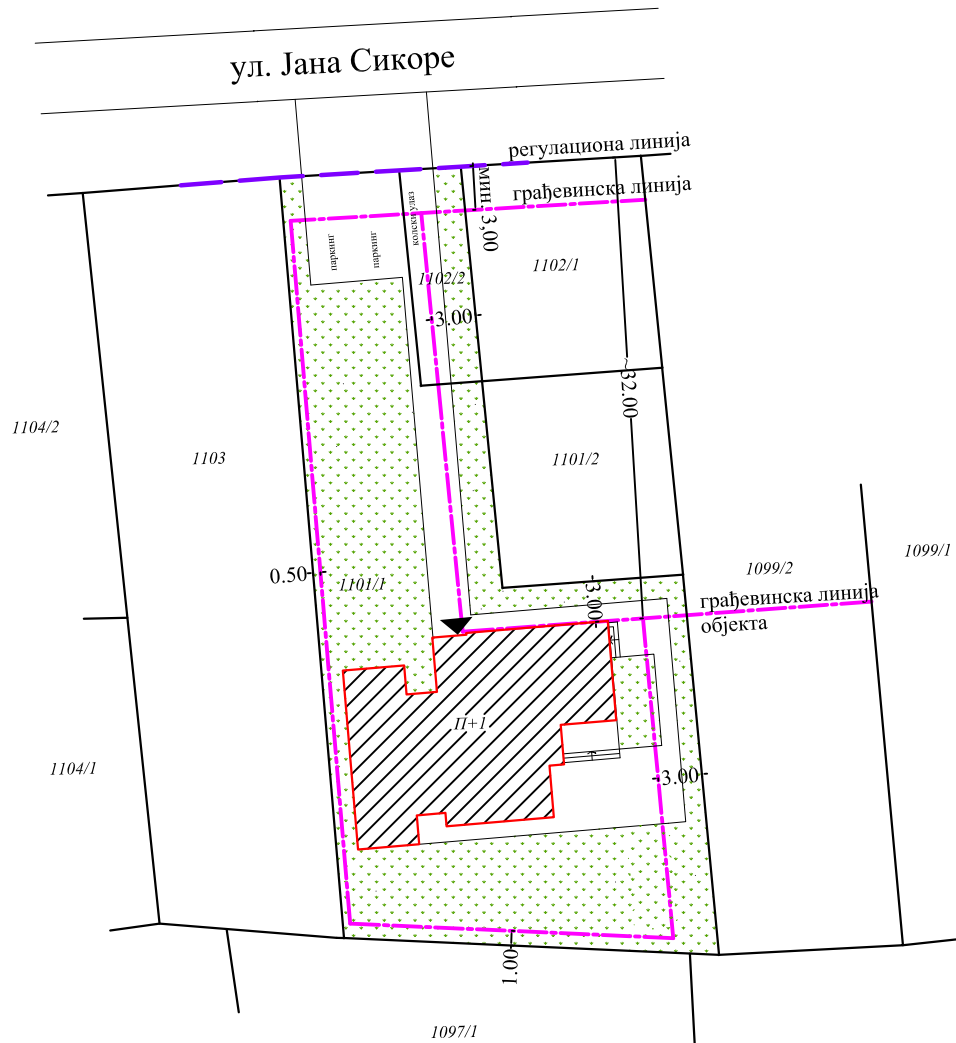 ул. Јана Сикоре
регулациона линија
грађевинска линија
мин. 3,00
колски улаз
паркинг
паркинг
1102/2
1102/1
3.00
~32.00
1104/2
1103
1101/2
0.50
1101/1
3.00
1099/2
1099/1
грађевинска линија
објекта
П+1
1104/1
3.00
1.00
1097/1